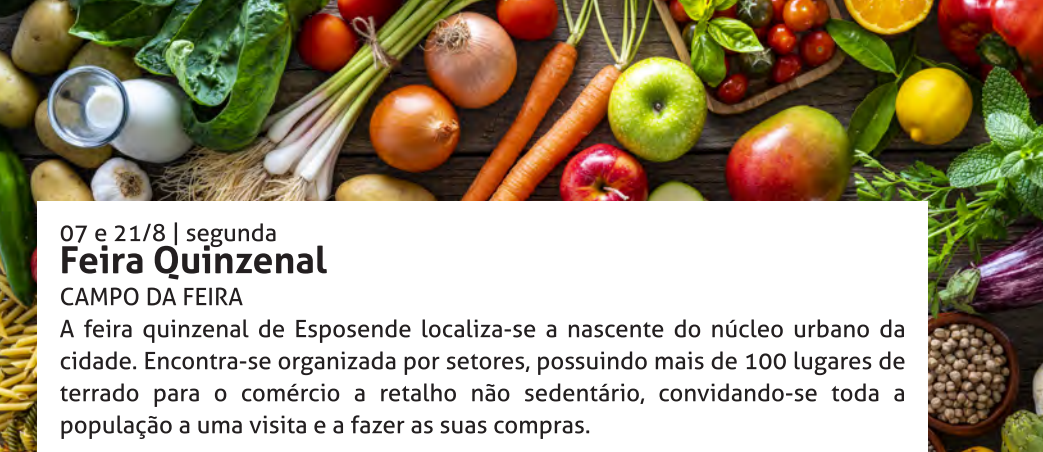 07 e 21/8 | segunda
Feira Quinzenal
CAMPO DA FEIRA
A feira quinzenal de Esposende localiza-se a nascente do núcleo urbano da
cidade. Encontra-se organizada por setores, possuindo mais de 100 lugares de
terrado para o comércio a retalho não sedentário, convidando-se toda a
população a uma visita e a fazer as suas compras.